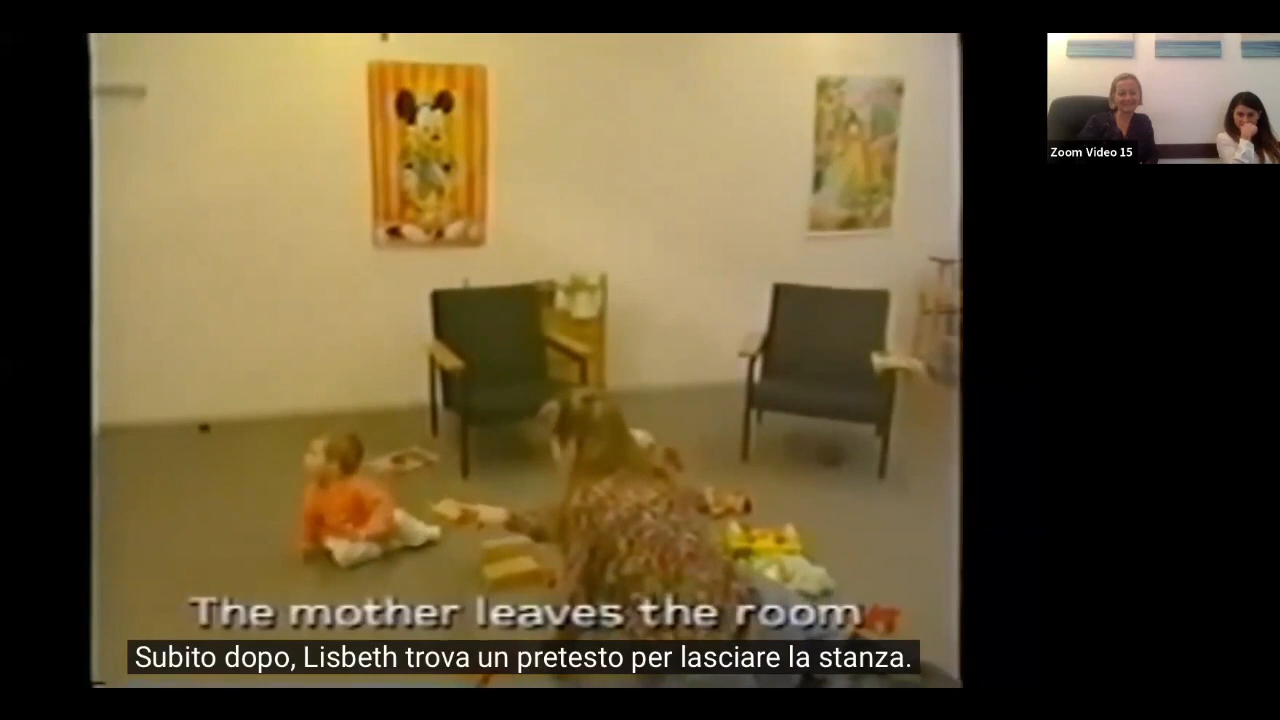 Zoom Video 15
The mother leaves the room
Subito dopo, Lisbeth trova un pretesto per lasciare la stanza.